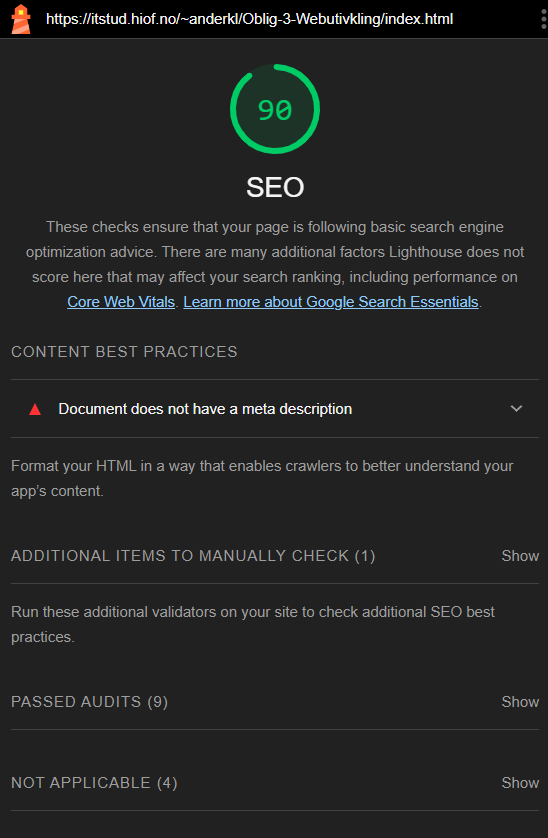 https://itstud.hiof.no/~anderkl/Oblig-3-Webutivkling/index.html
90
SEO
These checks ensure that your page is following basic search engine
optimization advice. There are many additional factors Lighthouse does not
score here that may affect your search ranking, including performance on
Core Web Vitals. Learn more about Google Search Essentials.
CONTENT BEST PRACTICES
Document does not have a meta description
Format your HTML in a way that enables crawlers to better understand your
app's content.
ADDITIONAL ITEMS TO MANUALLY CHECK (1) Show
Run these additional validators on your site to check additional SEO best
practices.
PASSED AUDITS (9) Show
NOT APPLICABLE (4) Show